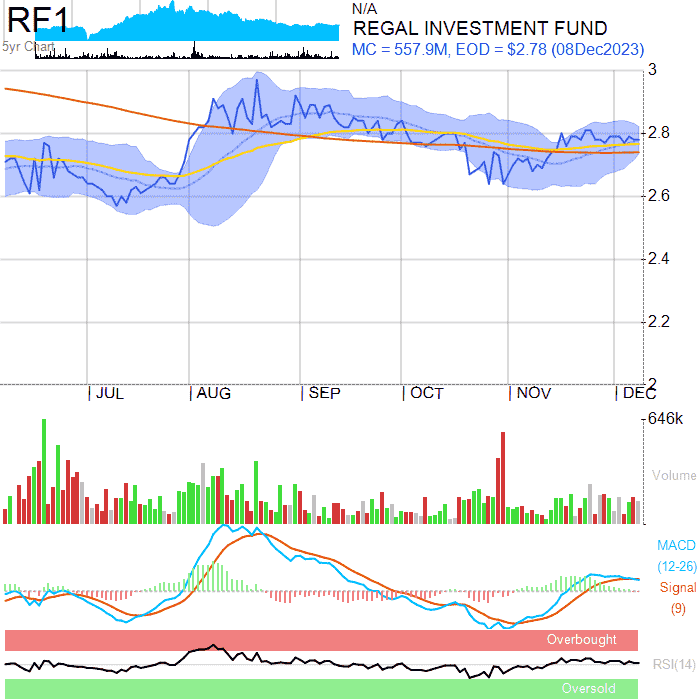 RF1
5yr Chart
N/A
REGAL INVESTMENT FUND
MC = 557.9M, EOD = $2.78 (08Dec2023)
3
2.8
2.6
2.4
2.2
2
JUL AUG SEP OCT NOV DEC
646k
Volume
MACD
(12-26)
Signal
(9)
Overbought
RSI(14)
Oversold